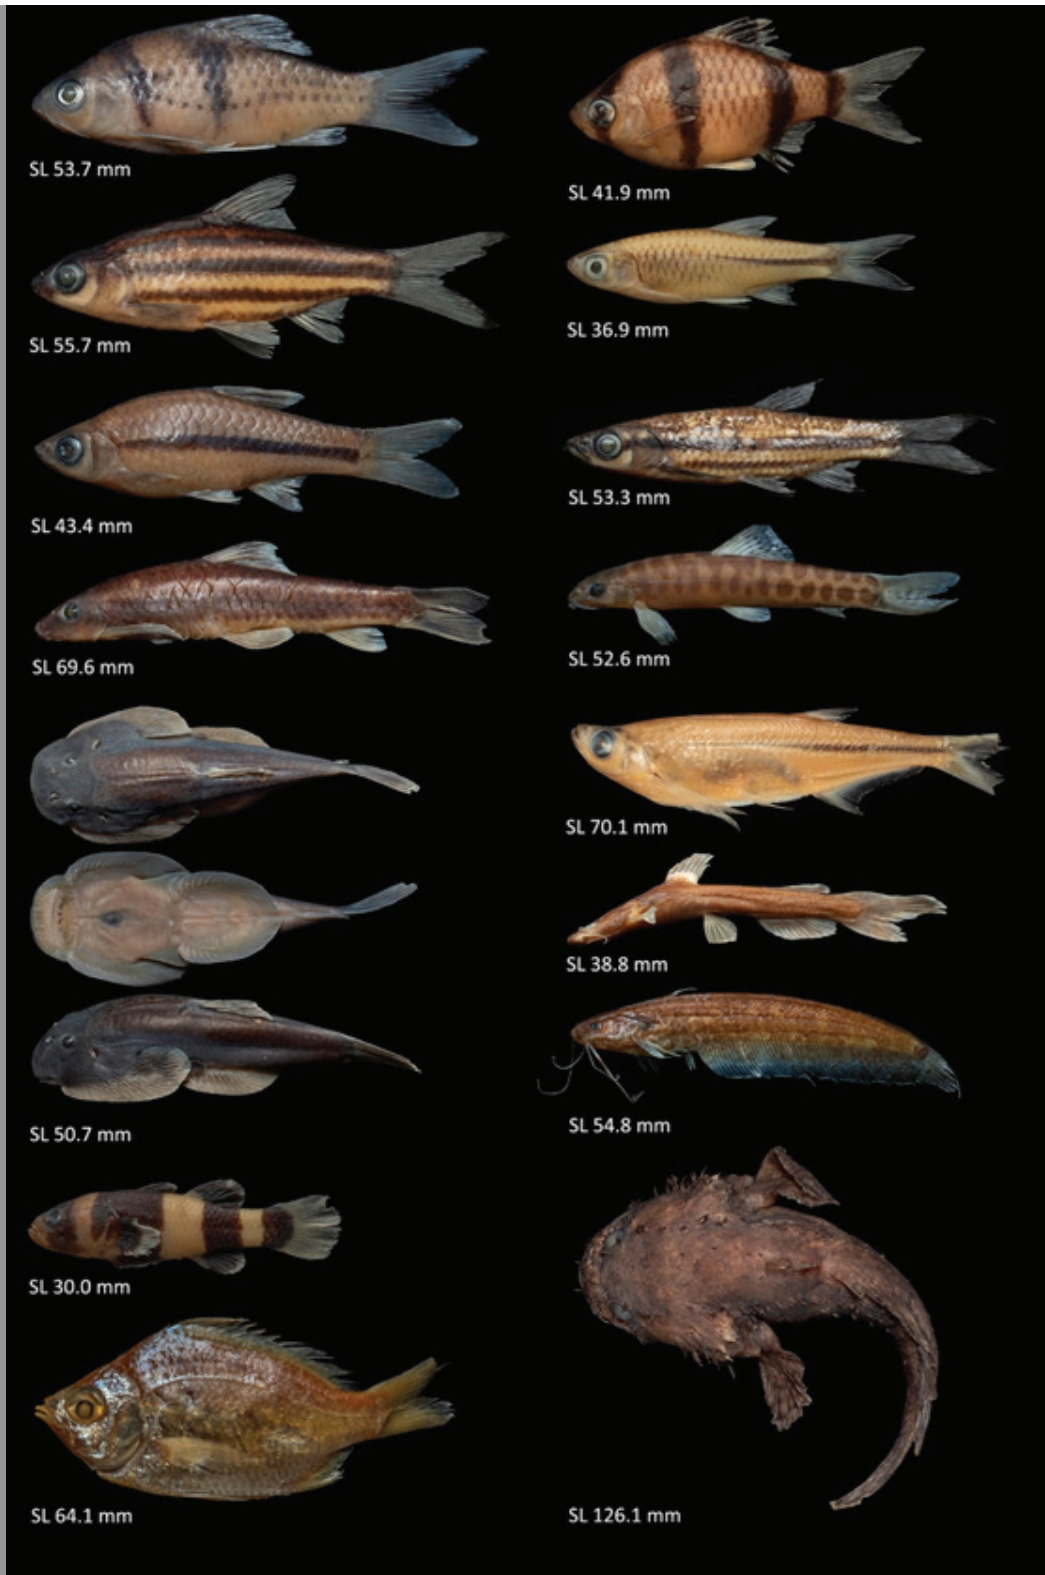 SL 53.7 mm
SL 41.9 mm
SL 55.7 mm
SL 36.9 mm
SL 43.4 mm
SL 53.3 mm
SL 69.6 mm
SL 52.6 mm
SL 70.1 mm
SL 38.8 mm
SL 50.7 mm
SL 54.8 mm
SL 30.0 mm
SL 64.1 mm
SL 126.1 mm